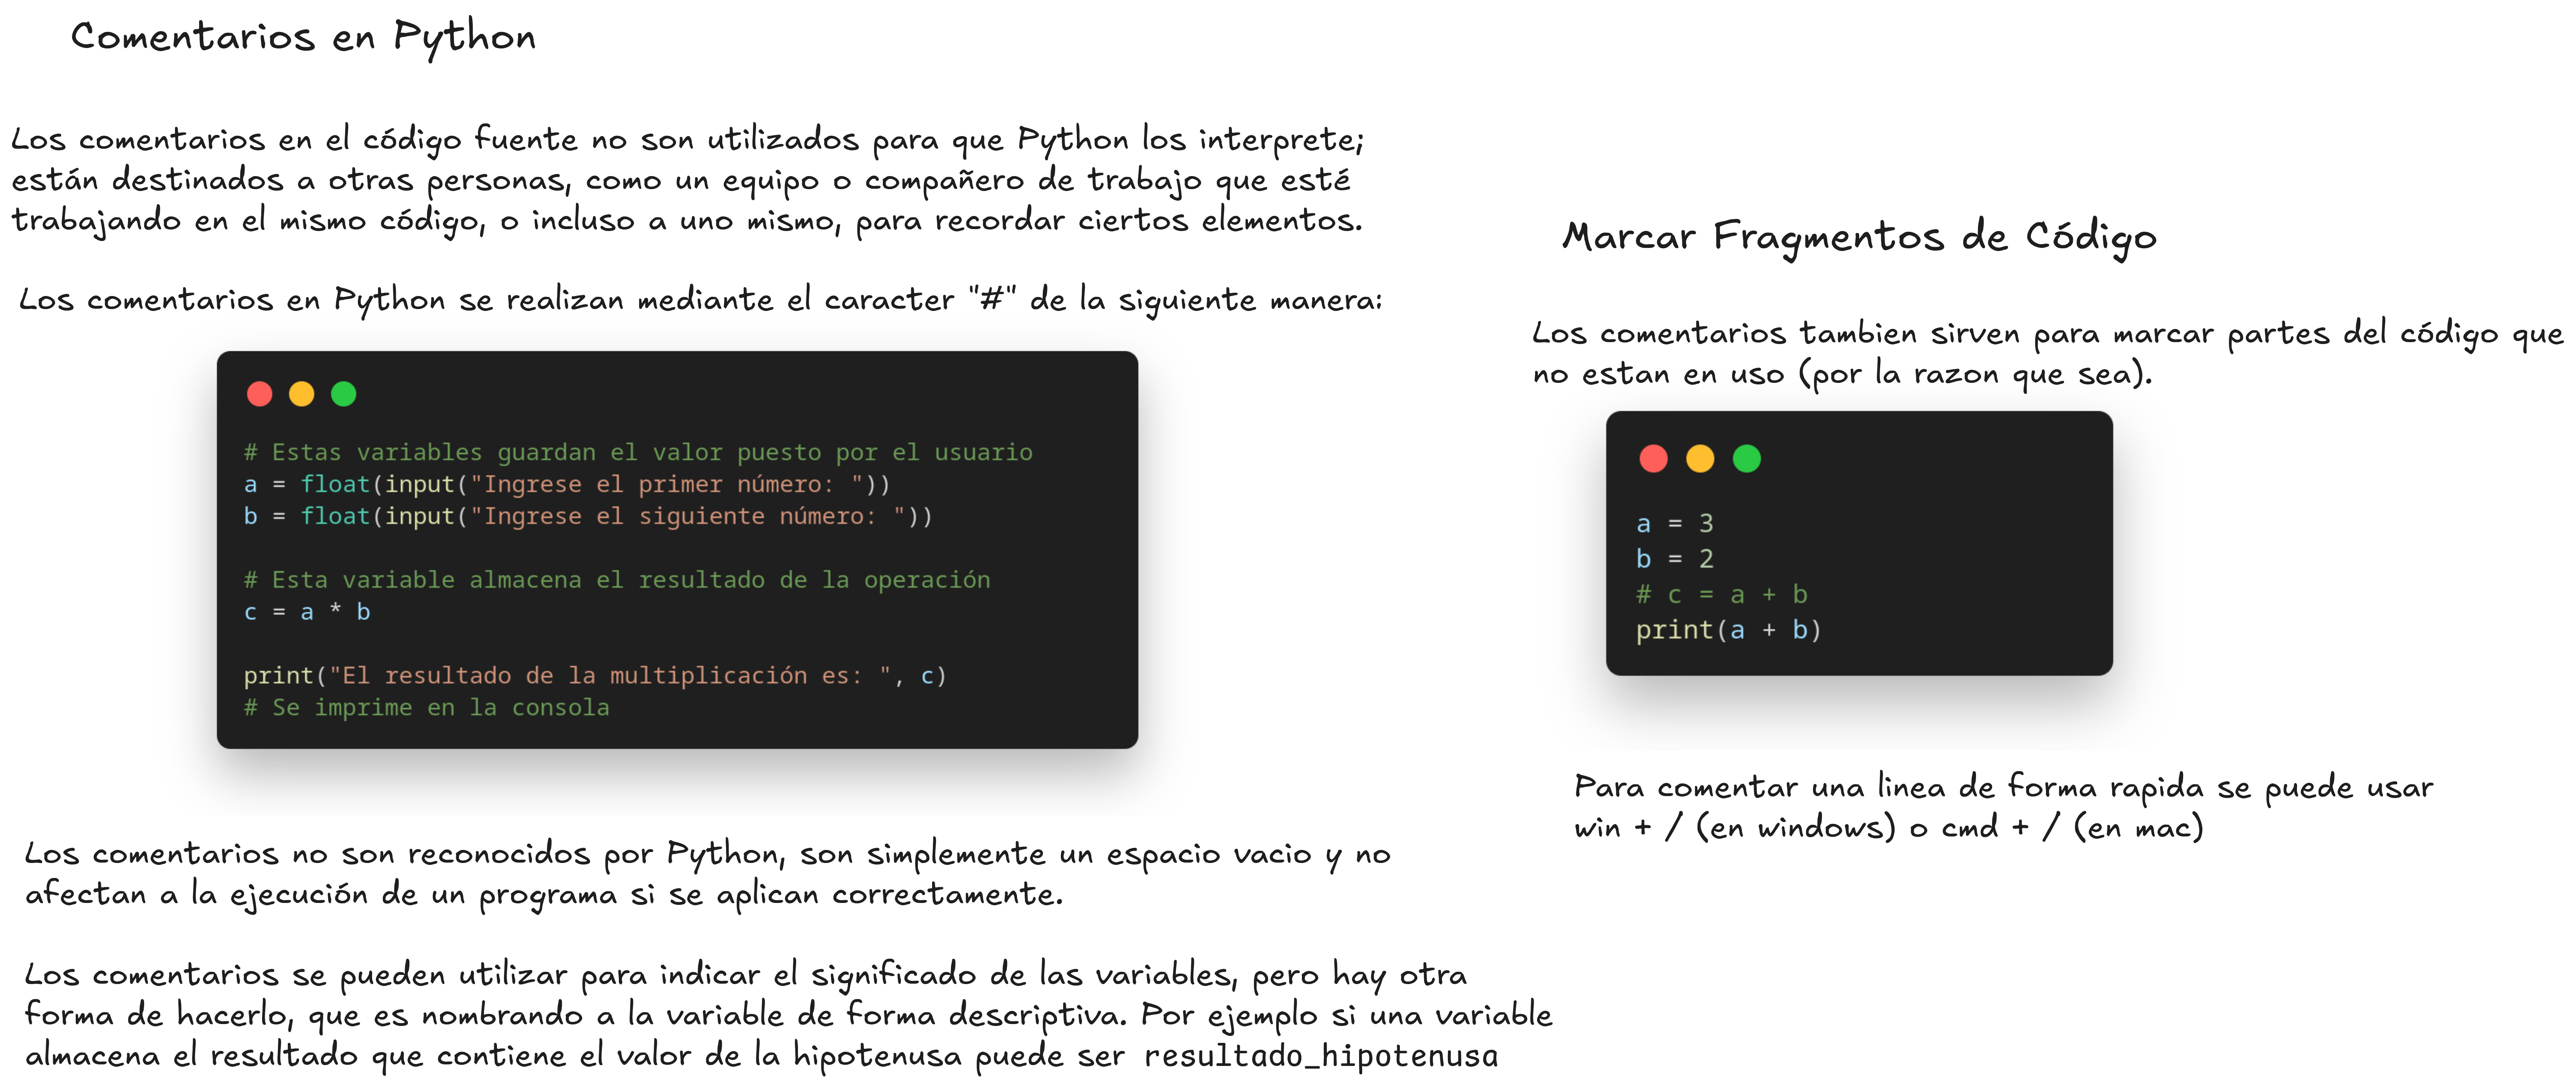 Comentarios en Python
Los comentarios en el código fuente no son utilizados para que Python los interprete;
están destinados a otras personas, como un equipo o compañero de trabajo que esté
trabajando en el mismo código, o incluso a uno mismo, para recordar ciertos elementos.
Los comentarios en Python se realizan mediante el caracter "#" de la siguiente manera:
# Estas variables guardan el valor puesto por el usuario
a = float(input("Ingrese el primer número: "))
b = float(input("Ingrese el siguiente número: "))
# Esta variable almacena el resultado de la operación
c = a * b
print("El resultado de la multiplicación es: ", c)
# Se imprime en la consola
Los comentarios no son reconocidos por Python, son simplemente un espacio vacio y no
afectan a la ejecución de un programa si se aplican correctamente.
Los comentarios se pueden utilizar para indicar el significado de las variables, pero hay otra
forma de hacerlo, que es nombrando a la variable de forma descriptiva. Por ejemplo si una variable
almacena el resultado que contiene el valor de la hipotenusa puede ser resultado_hipotenusa
Marcar Fragmentos de Código
Los comentarios tambien sirven para marcar partes del código que
no estan en uso (por la razon que sea).
a = 3
b = 2
# c = a + b
print(a + b)
Para comentar una linea de forma rapida se puede usar
win + / (en windows) o cmd + / (en mac)